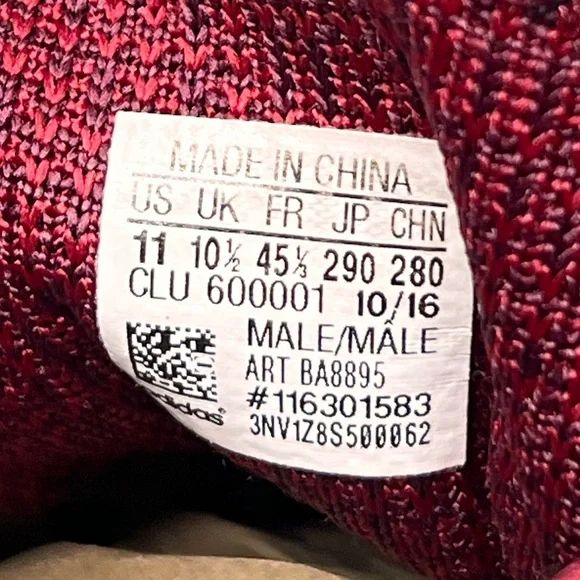 MADE IN CHINA
US UK FR JP CHN
11 10½ 45⅓ 290 280
CLU 600001 10/16
MALE/MÂLE
ART BA8895
#116301583
adidas
3NV1Z8S500062